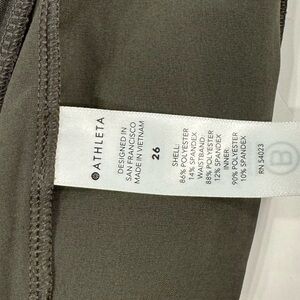 ATHLETA
DESIGNED IN
SAN FRANCISCO
MADE IN VIETNAM
26
SHELL:
86% POLYESTER
14% SPANDEX
WAISTBAND:
88% POLYESTER
12% SPANDEX
INNER:
90% POLYESTER
10% SPANDEX
RN 54023
B